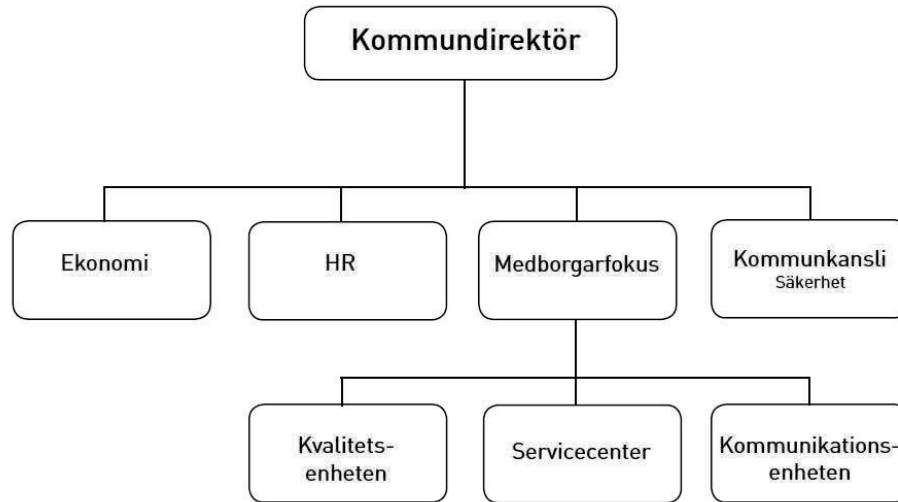 Kommundirektör
Ekonomi
HR
Medborgarfokus
Kommunkansli
Säkerhet
Kvalitets-
enheten
Servicecenter
Kommunikations-
enheten